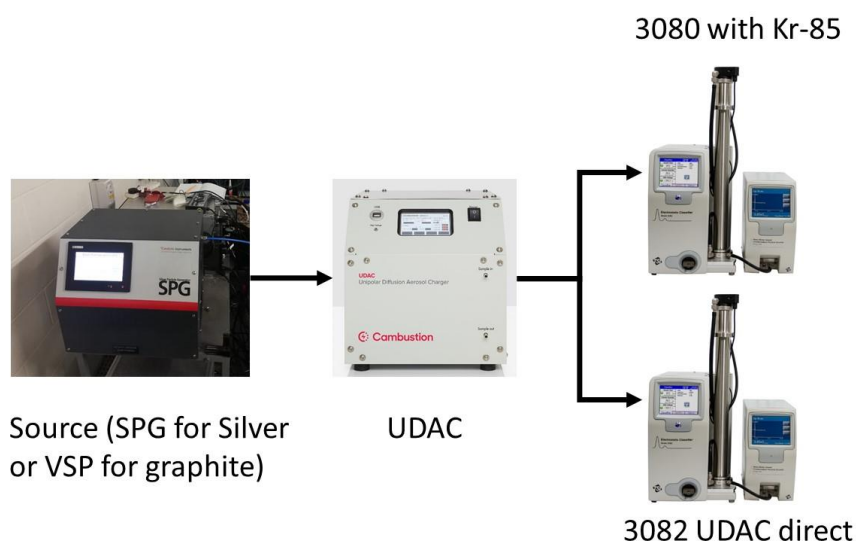 3080 with Kr-85
SPG
UDAC
Unipolar Diffusion Aerosol Charger
Cambustion
Source (SPG for Silver
or VSP for graphite)
UDAC
3082 UDAC direct